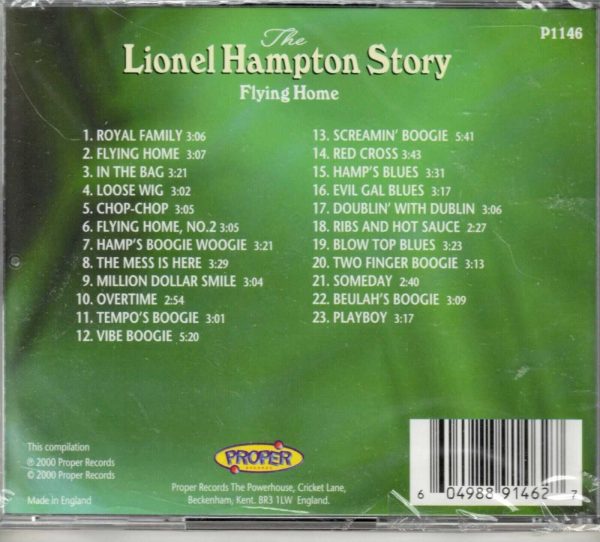 The
P1146
Lionel Hampton Story
Flying Home
1. ROYAL FAMILY 3:06
2. FLYING HOME 3:07
3. IN THE BAG 3:21
4. LOOSE WIG 3:02
5. CHOP-CHOP 3:05
6. FLYING HOME, NO.2 3:05
7. HAMP'S BOOGIE WOOGIE 3:21
8. THE MESS IS HERE 3:29
9. MILLION DOLLAR SMILE 3:04
10. OVERTIME 2:54
11. TEMPO'S BOOGIE 3:01
12. VIBE BOOGIE 5:20
13. SCREAMIN' BOOGIE 5:41
14. RED CROSS 3:43
15. HAMP'S BLUES 3:31
16. EVIL GAL BLUES 3:17
17. DOUBLIN' WITH DUBLIN 3:06
18. RIBS AND HOT SAUCE 2:27
19. BLOW TOP BLUES 3:23
20. TWO FINGER BOOGIE 3:13
21. SOMEDAY 2:40
22. BEULAH'S BOOGIE 3:09
23. PLAYBOY 3:17
This compilation
℗ 2000 Proper Records
© 2000 Proper Records
Made in England
PROPER
RECORDS
Proper Records The Powerhouse, Cricket Lane,
Beckenham, Kent. BR3 1LW England.
6 04988 91462 7